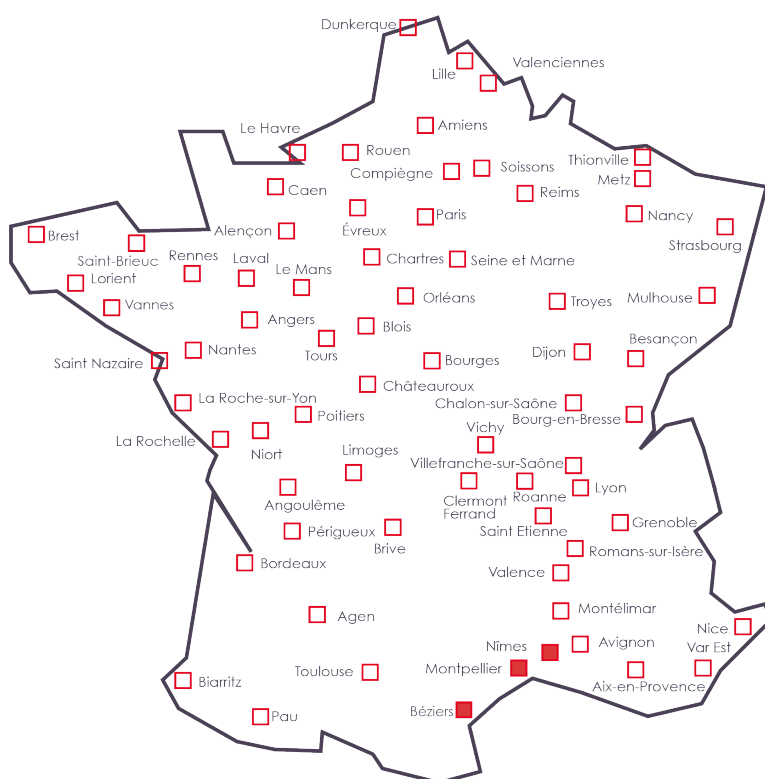 Dunkerque
Valenciennes
Lille
Amiens
Le Havre
Rouen
Thionville
Compiègne
Soissons
Metz
Caen
Reims
Paris
Nancy
Évreux
Alençon
Strasbourg
Brest
Saint-Brieuc
Rennes
Laval
Chartres
Seine et Marne
Lorient
Le Mans
Orléans
Troyes
Mulhouse
Vannes
Angers
Blois
Besançon
Tours
Nantes
Dijon
Saint Nazaire
Bourges
Châteauroux
La Roche-sur-Yon
Chalon-sur-Saône
Poitiers
Bourg-en-Bresse
La Rochelle
Niort
Vichy
Limoges
Villefranche-sur-Saône
Clermont
Ferrand
Roanne
Lyon
Angoulême
Saint Etienne
Grenoble
Périgueux
Brive
Romans-sur-Isère
Bordeaux
Valence
Agen
Montélimar
Nice
Nîmes
Avignon
Var Est
Toulouse
Montpellier
Biarritz
Aix-en-Provence
Béziers
Pau